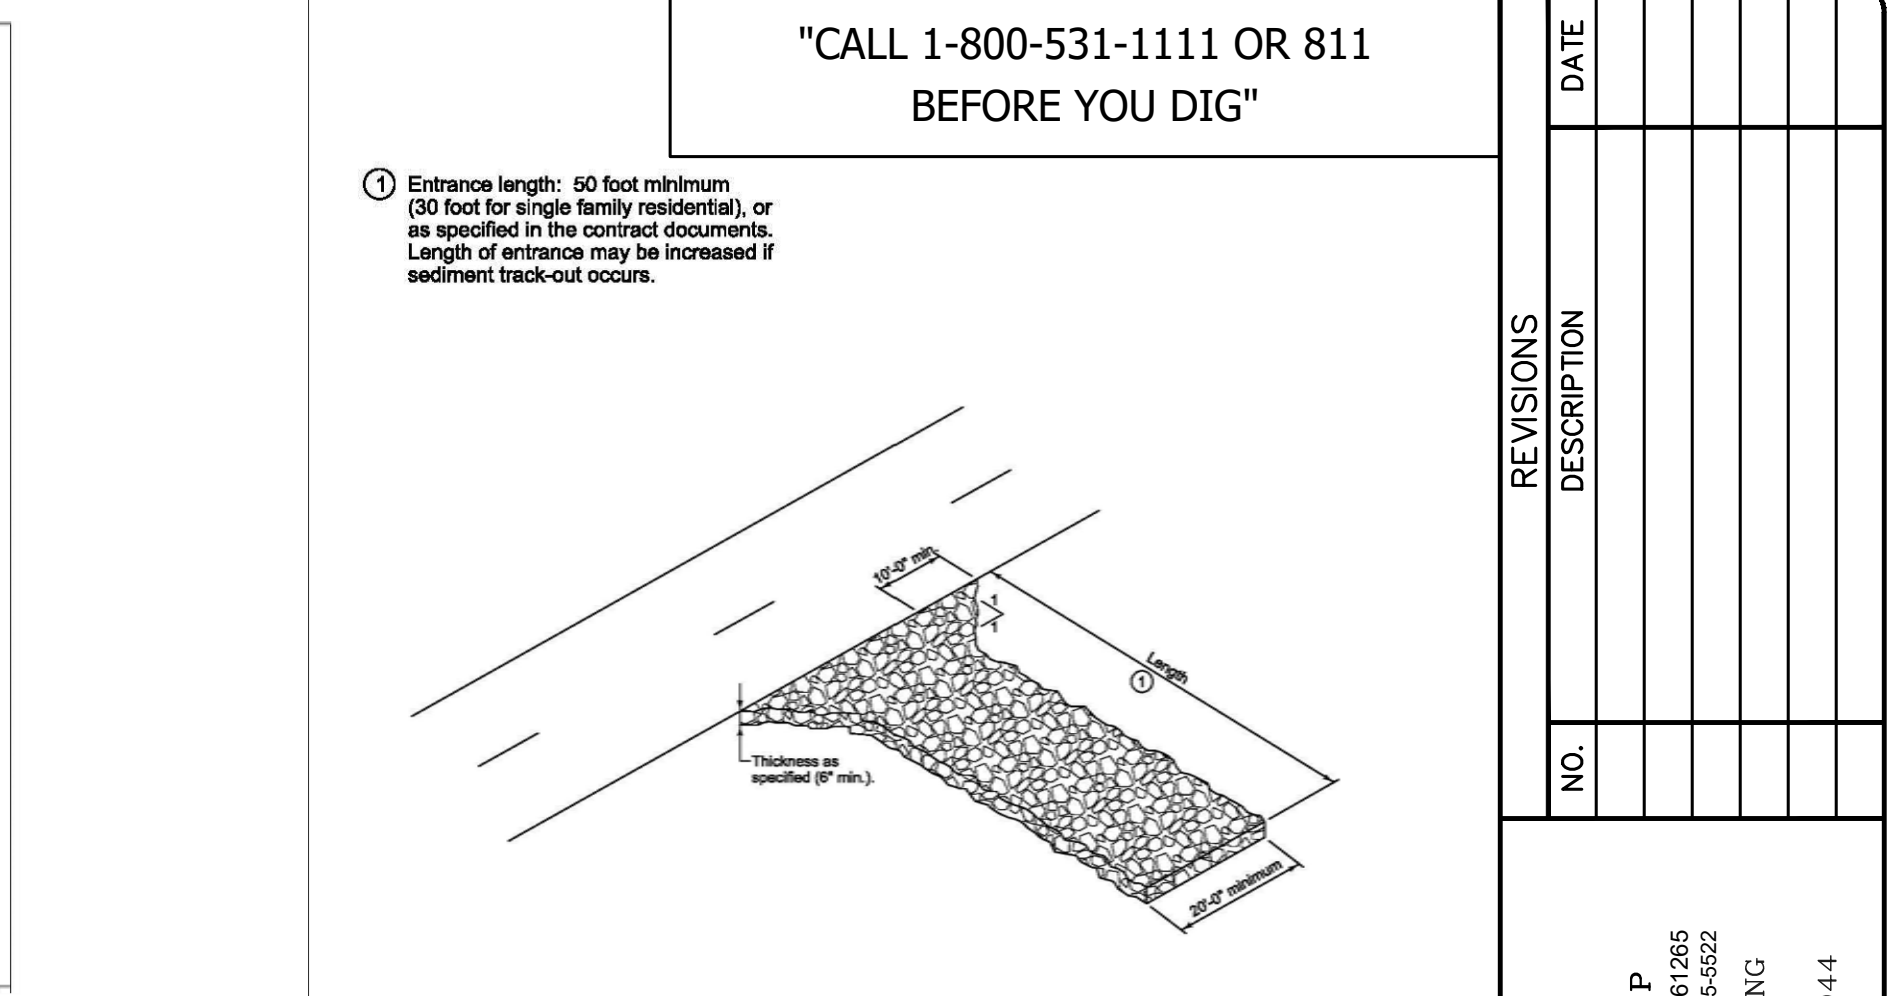 "CALL 1-800-531-1111 OR 811
BEFORE YOU DIG"
1 Entrance length: 50 foot minimum
(30 foot for single family residential), or
as specified in the contract documents.
Length of entrance may be increased if
sediment track-out occurs.
10'-0" min.
1
1
Length
1
Thickness as
specified (6" min.).
20'-0" minimum
REVISIONS
NO.
DESCRIPTION
DATE
P
61265
5-5522
NG
44